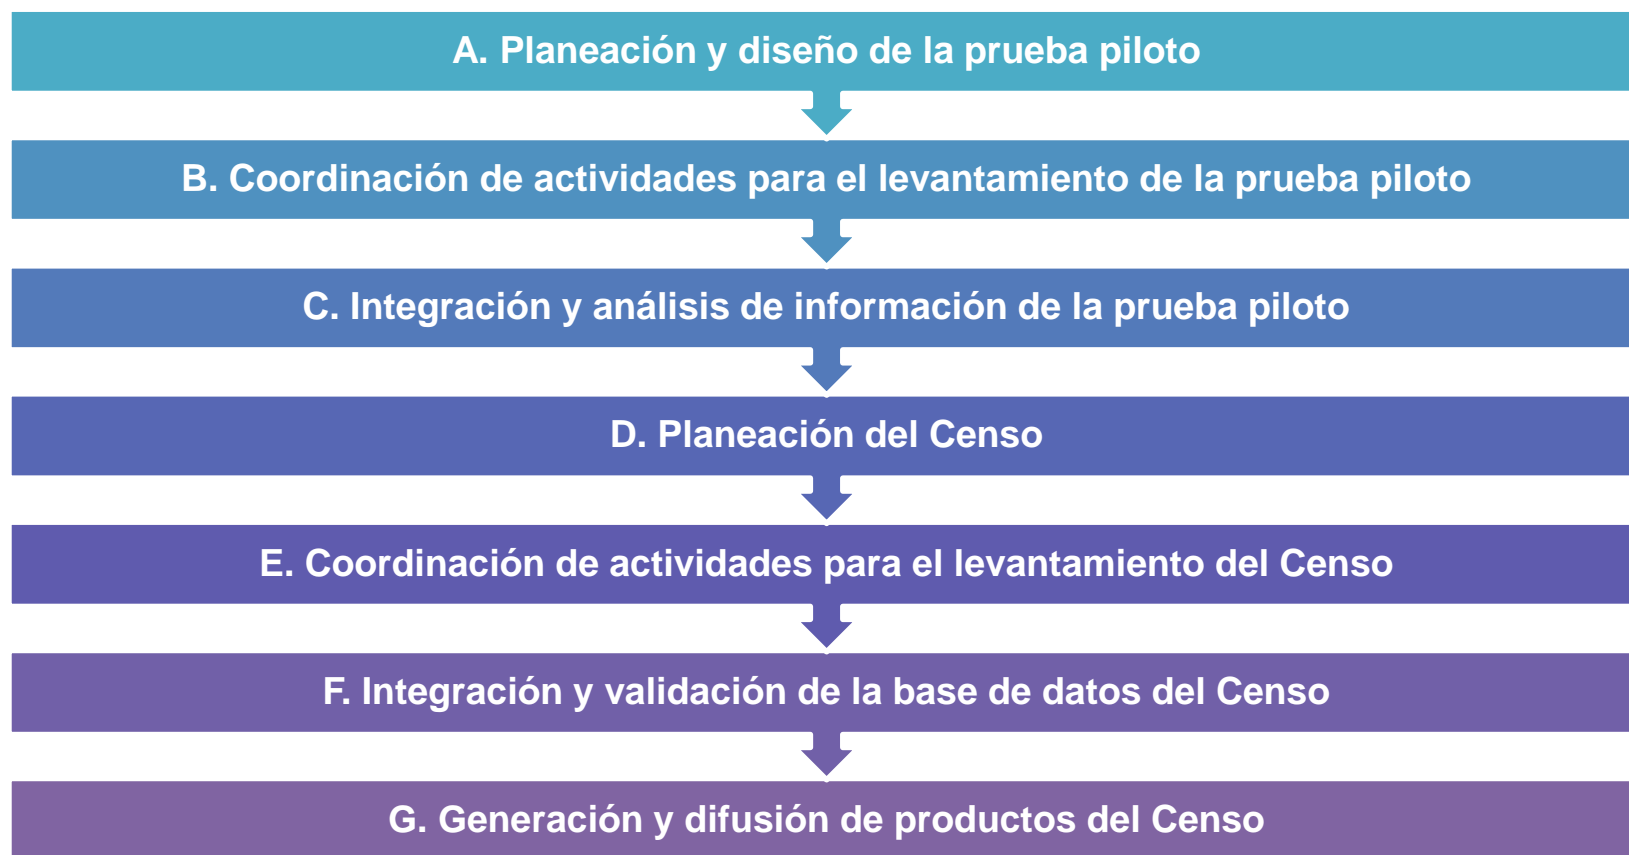 A. Planeación y diseño de la prueba piloto
B. Coordinación de actividades para el levantamiento de la prueba piloto
C. Integración y análisis de información de la prueba piloto
D. Planeación del Censo
E. Coordinación de actividades para el levantamiento del Censo
F. Integración y validación de la base de datos del Censo
G. Generación y difusión de productos del Censo